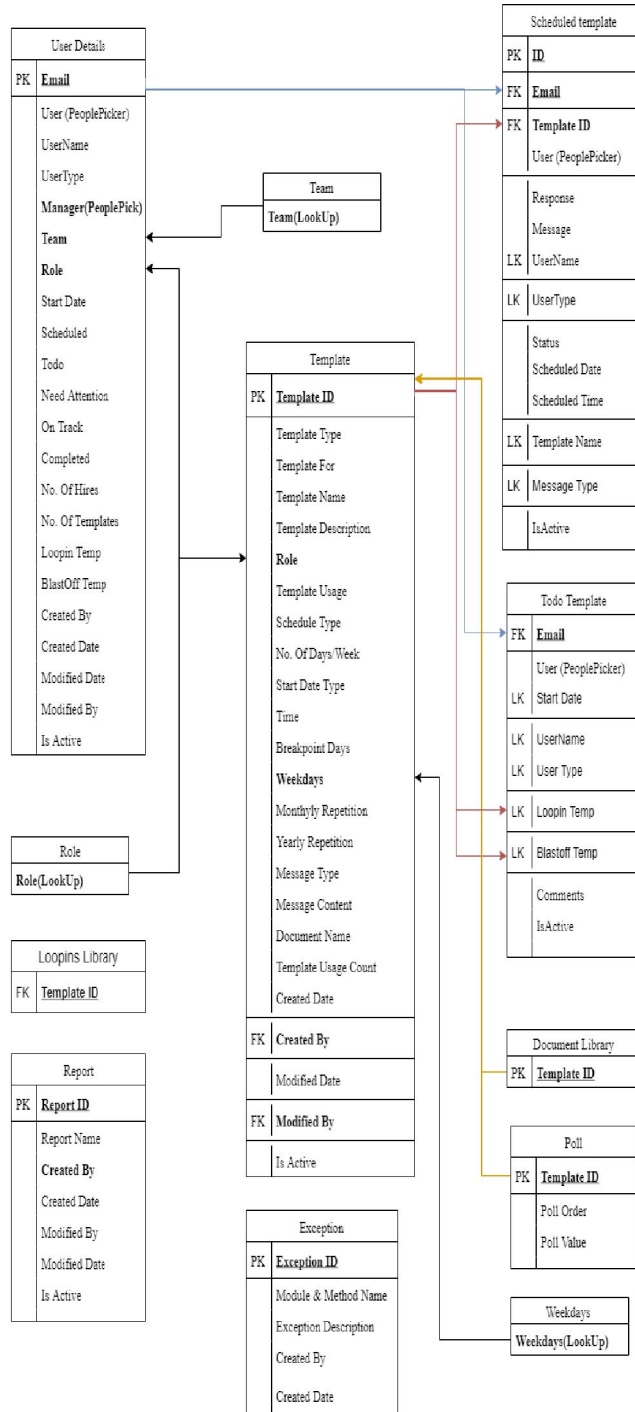 User Details
PK Email
User (PeoplePicker)
UserName
UserType
Manager(PeoplePick)
Team
Role
Start Date
Scheduled
Todo
Need Attention
On Track
Completed
No. Of Hires
No. Of Templates
Loopin Temp
BlastOff Temp
Created By
Created Date
Modified Date
Modified By
Is Active
Role
Role(LookUp)
Loopins Library
FK Template ID
Report
PK Report ID
Report Name
Created By
Created Date
Modified By
Modified Date
Is Active
Team
Team(LookUp)
Template
PK Template ID
Template Type
Template For
Template Name
Template Description
Role
Template Usage
Schedule Type
No. Of Days/Week
Start Date Type
Time
Breakpoint Days
Weekdays
Monthyly Repetition
Yearly Repetition
Message Type
Message Content
Document Name
Template Usage Count
Created Date
FK Created By
Modified Date
FK Modified By
Is Active
Exception
PK Exception ID
Module & Method Name
Exception Description
Created By
Created Date
Scheduled template
PK ID
FK Email
FK Template ID
User (PeoplePicker)
Response
Message
LK UserName
LK UserType
Status
Scheduled Date
Scheduled Time
LK Template Name
LK Message Type
IsActive
Todo Template
FK Email
User (PeoplePicker)
LK Start Date
LK UserName
LK User Type
LK Loopin Temp
LK Blastoff Temp
Comments
IsActive
Document Library
PK Template ID
Poll
PK Template ID
Poll Order
Poll Value
Weekdays
Weekdays(LookUp)